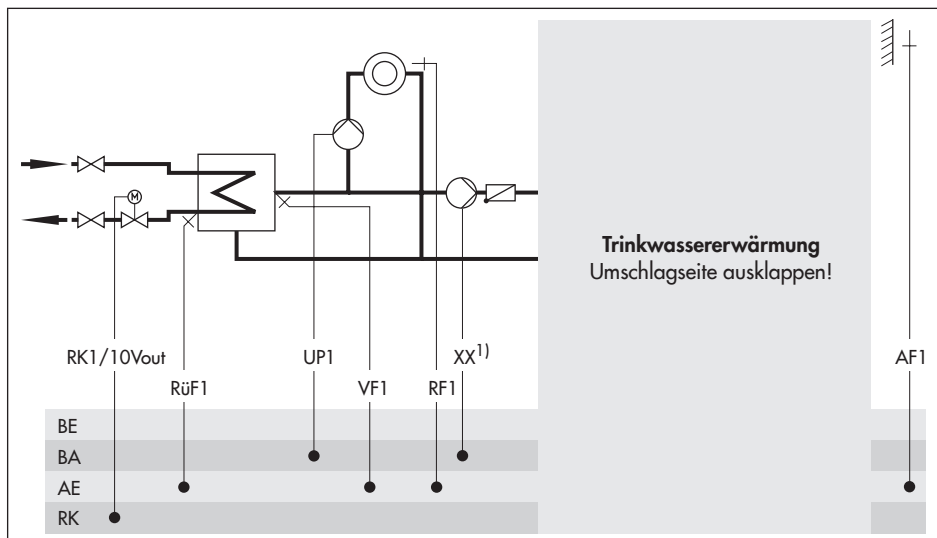 M
Trinkwassererwärmung
Umschlagseite ausklappen!
RK1/10Vout
UP1
XX1)
AF1
RüF1
VF1
RF1
BE
BA
AE
RK